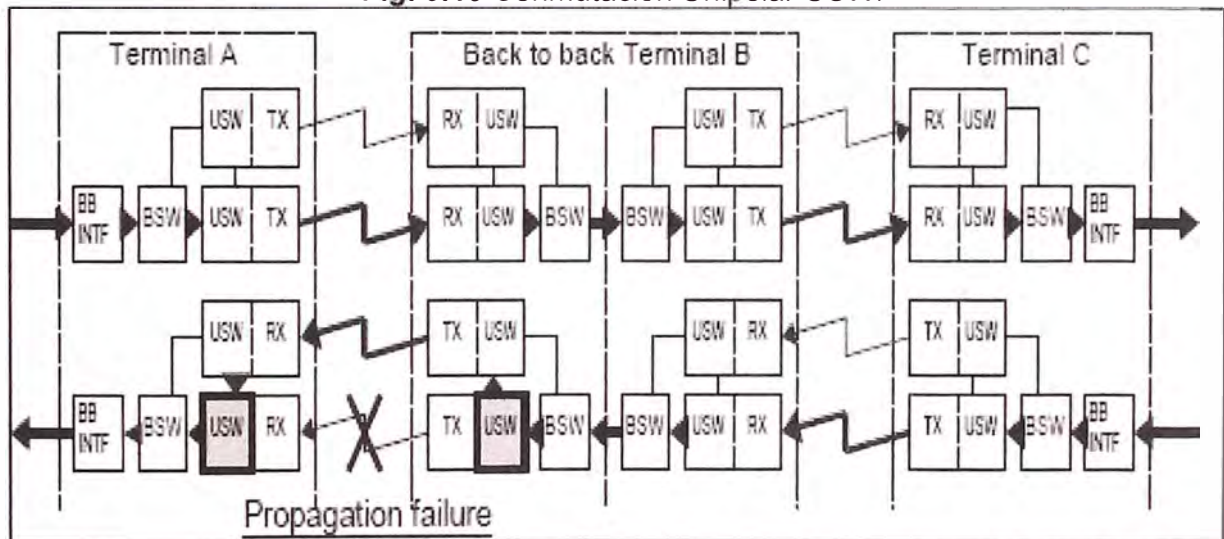 Terminal A Back to back Terminal B Terminal C
USW TX RX USW USW TX RX USW
BB INTF BSW USW TX RX USW BSW BSW USW TX RX USW BSW BB INTF
USW RX TX USW USW RX TX USW
BB INTF BSW USW RX TX USW BSW BSW USW RX TX USW BSW BB INTF
Propagation failure